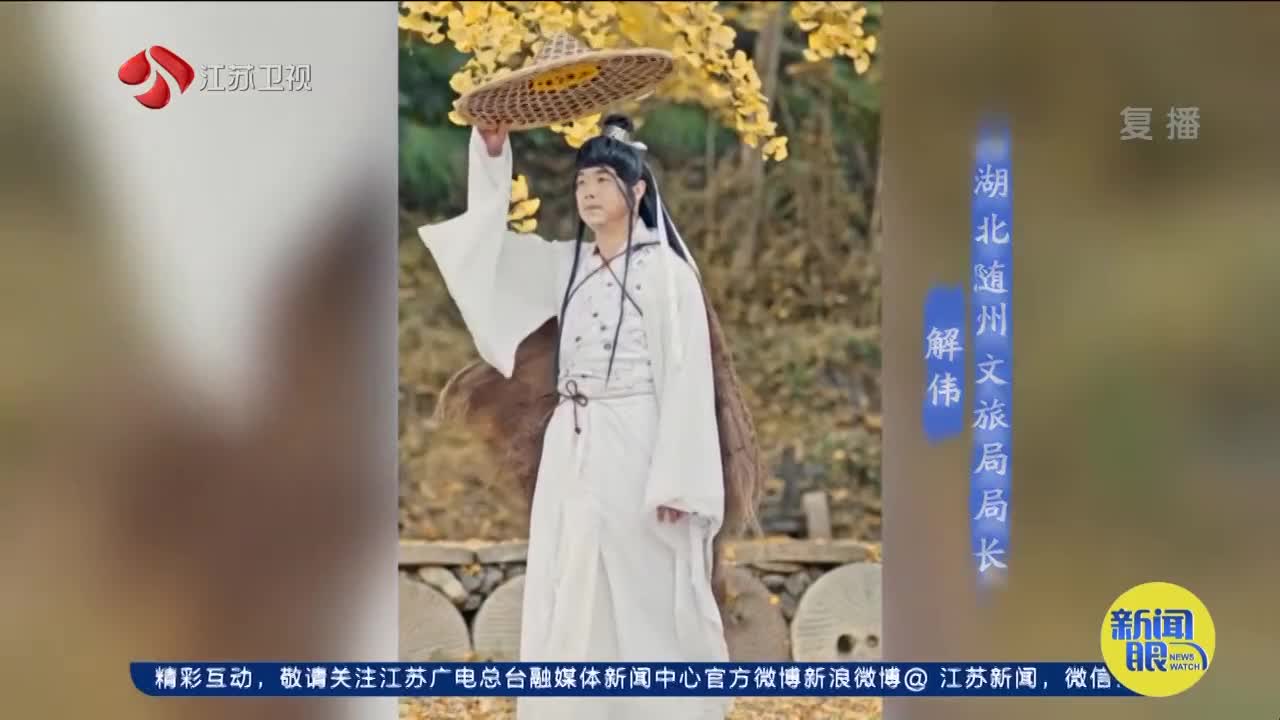 江苏卫视
复播
湖北随州文旅局局长
解伟
新闻眼
NEWS
WATCH
精彩互动，敬请关注江苏广电总台融媒体新闻中心官方微博新浪微博@ 江苏新闻，微信